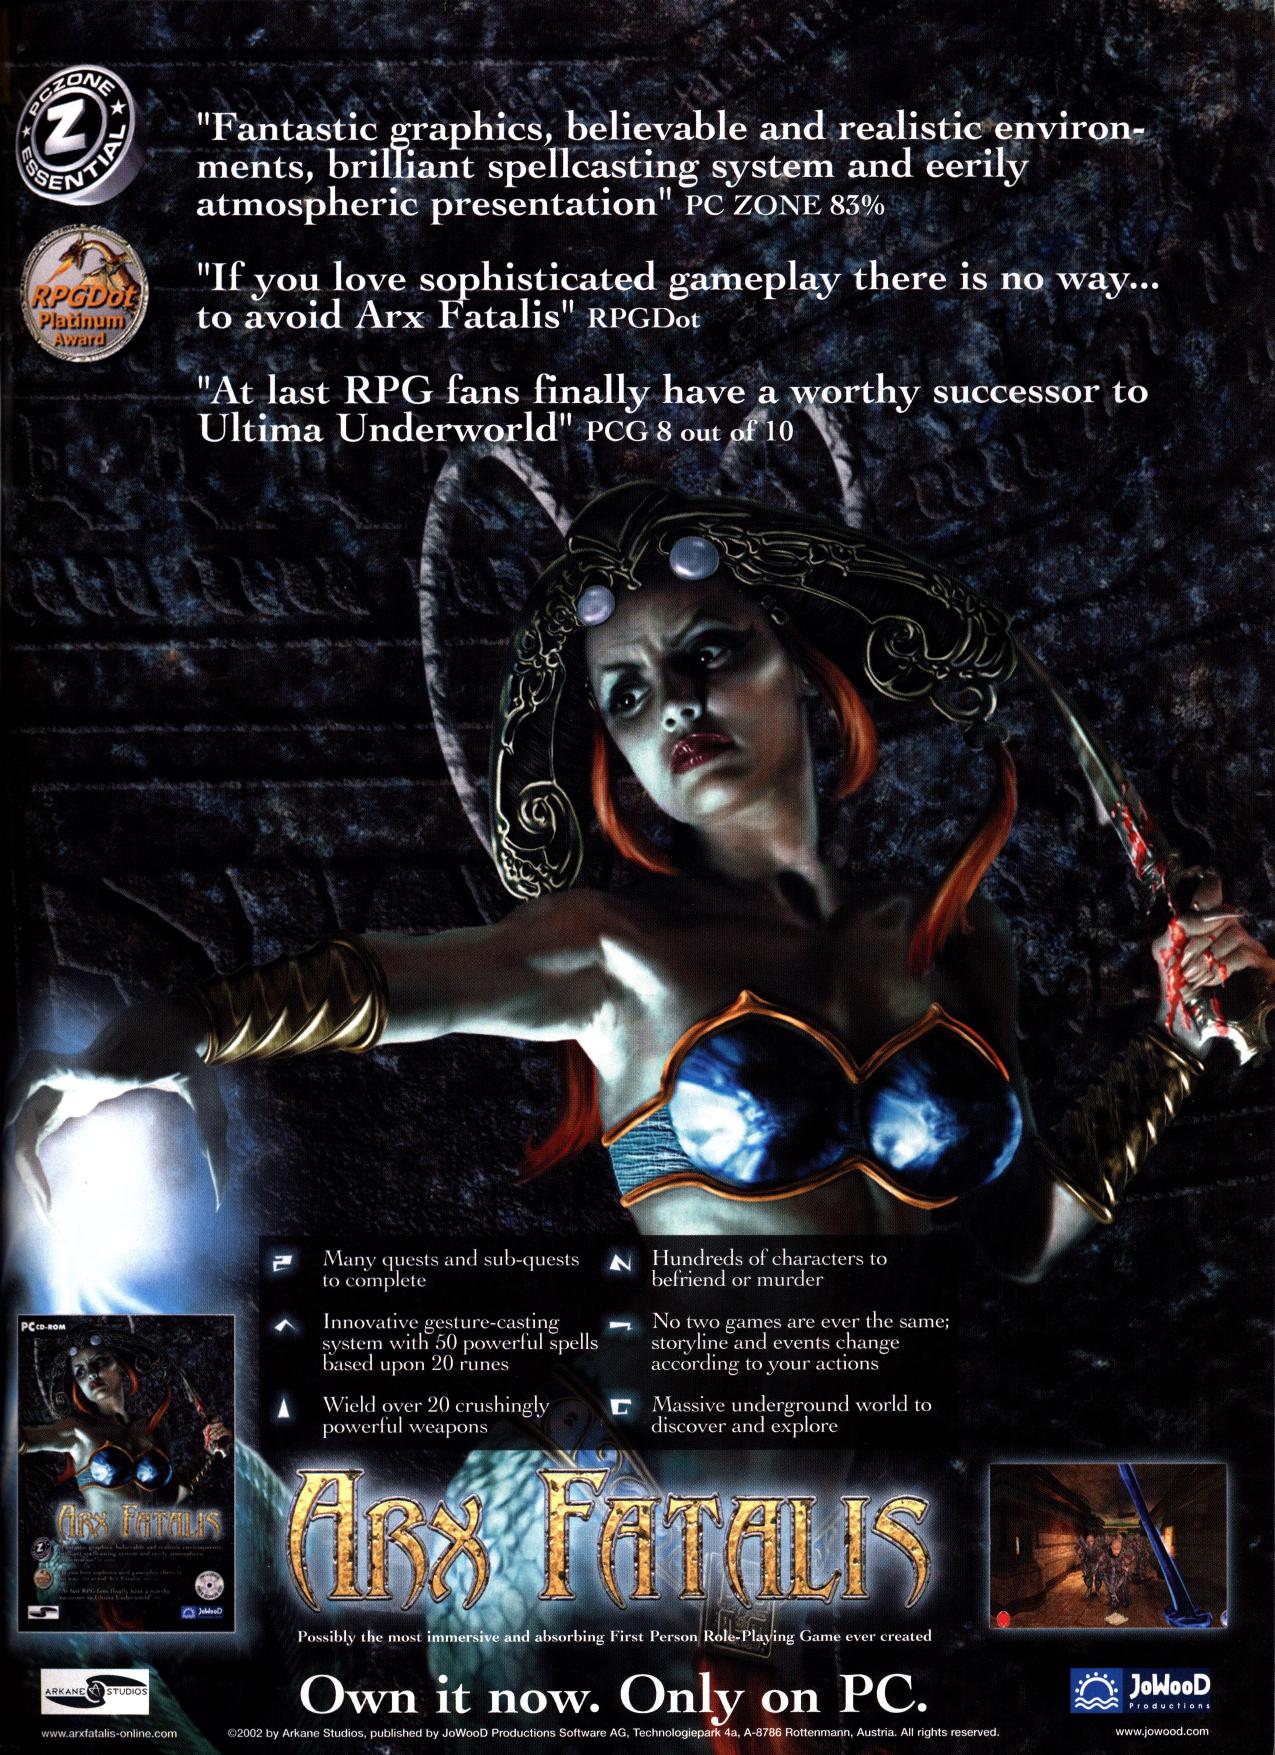 PC ZONE
Z
ESSENTIAL
"Fantastic graphics, believable and realistic environ-
ments, brilliant spellcasting system and eerily
atmospheric presentation" PC ZONE 83%
RPGDot
Platinum
Award
"If you love sophisticated gameplay there is no way...
to avoid Arx Fatalis" RPGDot
"At last RPG fans finally have a worthy successor to
Ultima Underworld" PCG 8 out of 10
Many quests and sub-quests
to complete
Hundreds of characters to
befriend or murder
Innovative gesture-casting
system with 50 powerful spells
based upon 20 runes
No two games are ever the same;
storyline and events change
according to your actions
Wield over 20 crushingly
powerful weapons
Massive underground world to
discover and explore
PC CD-ROM
ARX FATALIS
JoWooD
ARX FATALIS
Possibly the most immersive and absorbing First Person Role-Playing Game ever created
ARKANE STUDIOS
www.arxfatalis-online.com
Own it now. Only on PC.
©2002 by Arkane Studios, published by JoWooD Productions Software AG, Technologiepark 4a, A-8786 Rottenmann, Austria. All rights reserved.
JoWooD
Productions
www.jowood.com